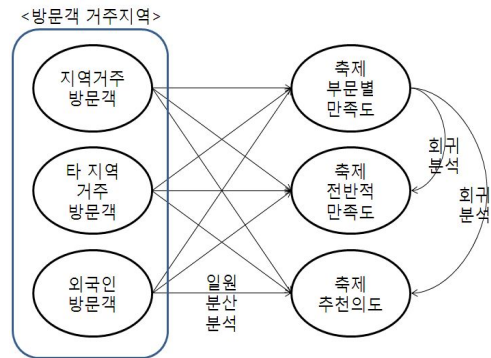 <방문객 거주지역>
지역거주
방문객
타 지역
거주
방문객
외국인
방문객
축제
부문별
만족도
축제
전반적
만족도
축제
추천의도
일원
분산
분석
회귀
분석
회귀
분석